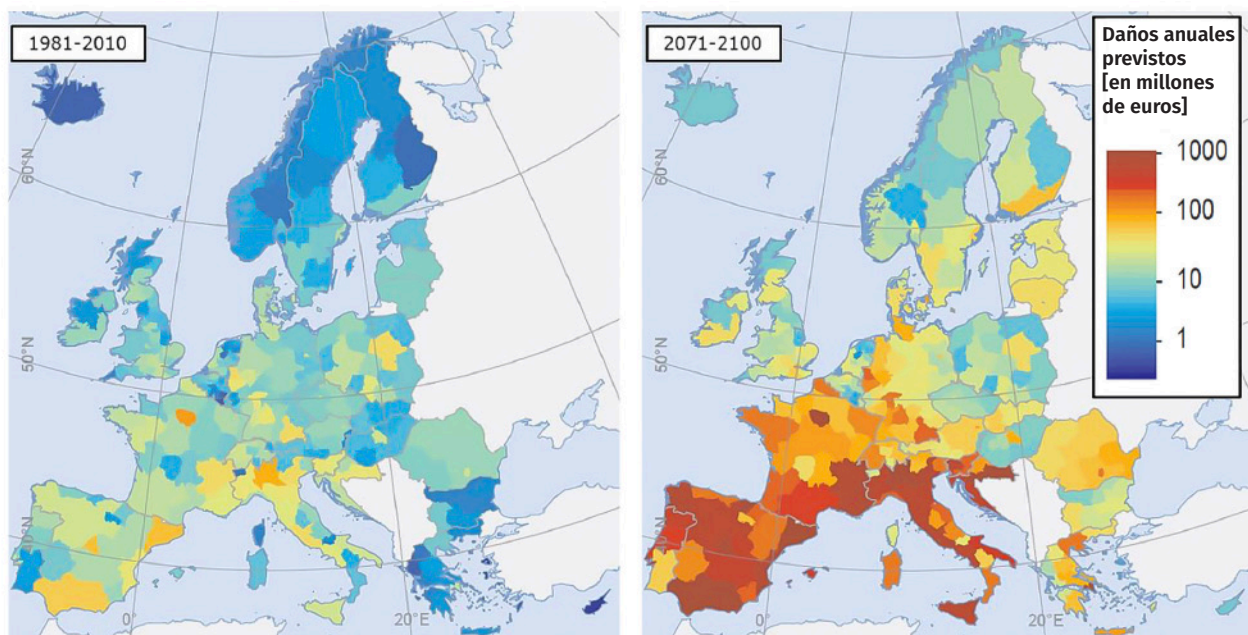 1981-2010
60°N
50°N
0°
20°E
2071-2100
60°N
50°N
0°
20°E
Daños anuales
previstos
[en millones
de euros]
1000
100
10
1